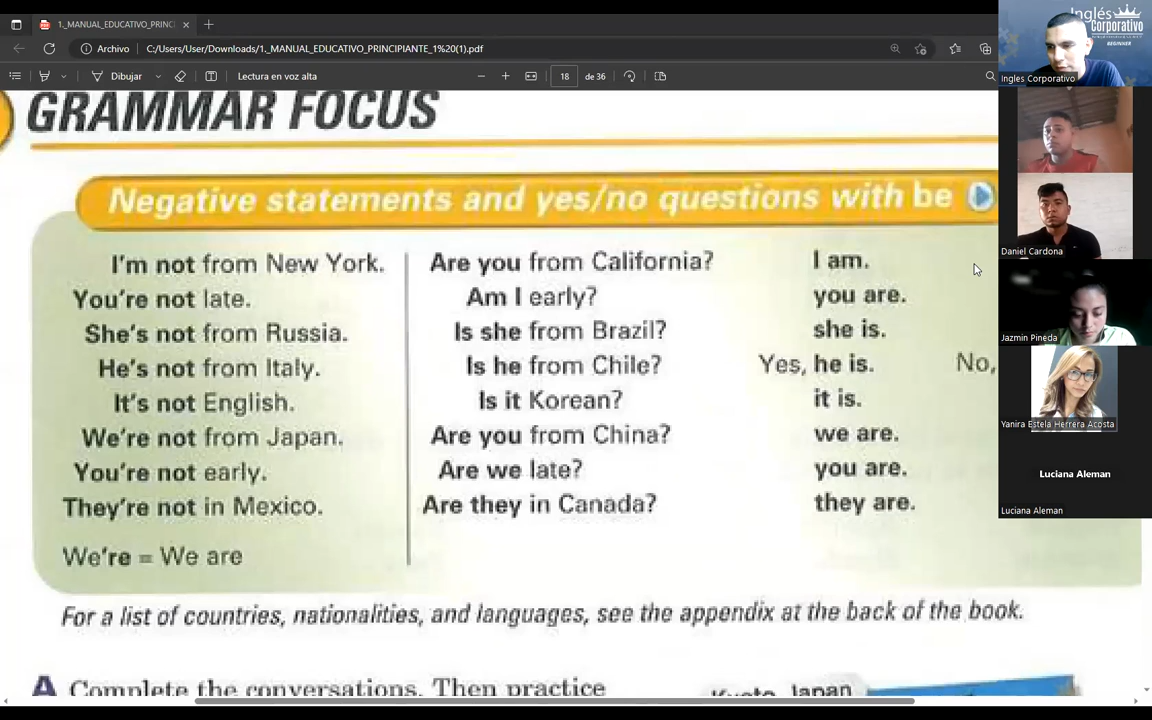 1._MANUAL_EDUCATIVO_PRINCI
Archivo
C:/Users/User/Downloads/1._MANUAL_EDUCATIVO_PRINCIPIANTE_1%20(1).pdf
Dibujar
Lectura en voz alta
18
de 36
GRAMMAR FOCUS
Negative statements and yes/no questions with be
I'm not from New York.
You're not late.
She's not from Russia.
He's not from Italy.
It's not English.
We're not from Japan.
You're not early.
They're not in Mexico.
We're = We are
Are you from California?
Am I early?
Is she from Brazil?
Is he from Chile?
Is it Korean?
Are you from China?
Are we late?
Are they in Canada?
I am.
you are.
she is.
Yes, he is.
it is.
we are.
you are.
they are.
No,
For a list of countries, nationalities, and languages, see the appendix at the back of the book.
A Complete the conversations. Then practice
Kyoto, Japan
Inglés
Corporativo
BEGINNER
Ingles Corporativo
Daniel Cardona
Jazmin Pineda
Yanira Estela Herrera Acosta
Luciana Aleman
Luciana Aleman